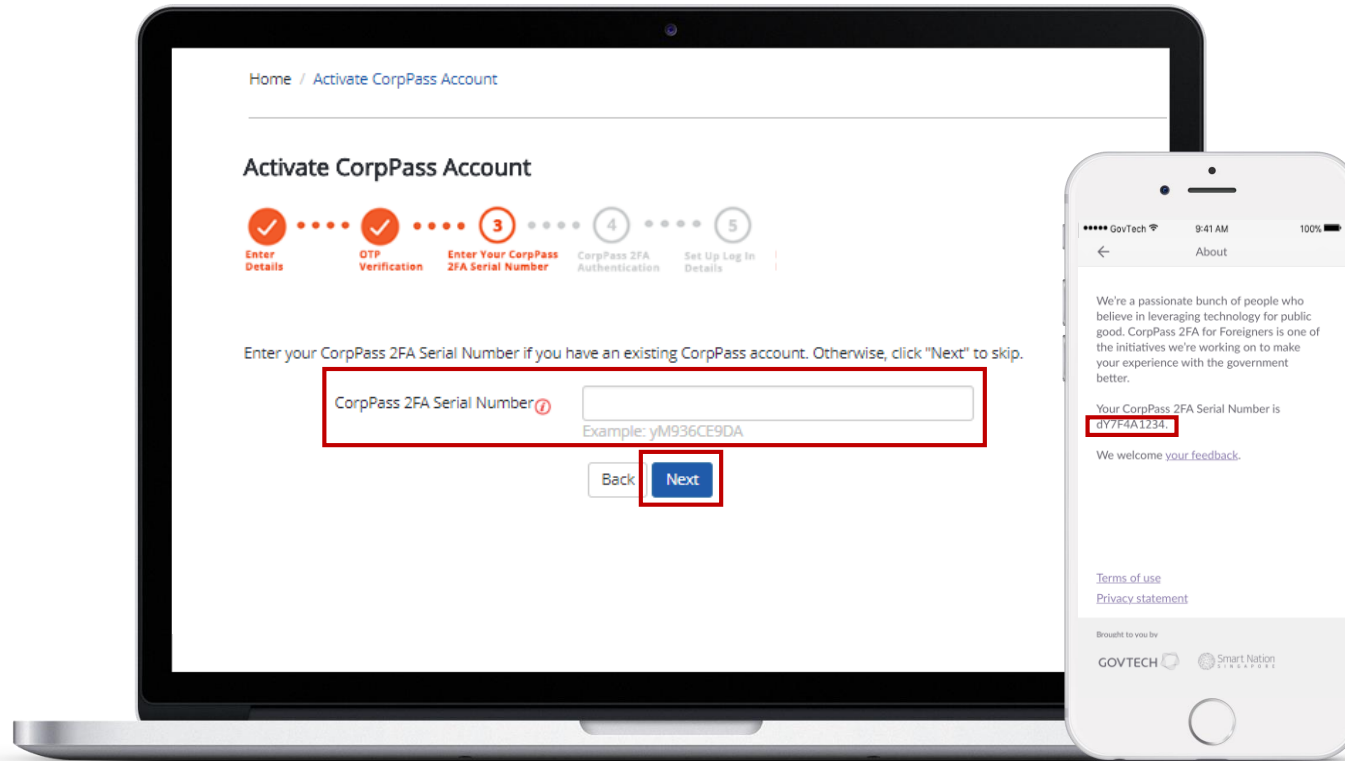 Home / Activate CorpPass Account
Activate CorpPass Account
3
4
5
Enter
Details
OTP
Verification
Enter Your CorpPass
2FA Serial Number
CorpPass 2FA
Authentication
Set Up Log In
Details
Enter your CorpPass 2FA Serial Number if you have an existing CorpPass account. Otherwise, click "Next" to skip.
CorpPass 2FA Serial Number i
Example: yM936CE9DA
Back
Next
GovTech
9:41 AM
100%
About
We're a passionate bunch of people who
believe in leveraging technology for public
good. CorpPass 2FA for Foreigners is one of
the initiatives we're working on to make
your experience with the government
better.
Your CorpPass 2FA Serial Number is
dY7F4A1234.
We welcome your feedback.
Terms of use
Privacy statement
Brought to you by
GOVTECH
Smart Nation
SINGAPORE